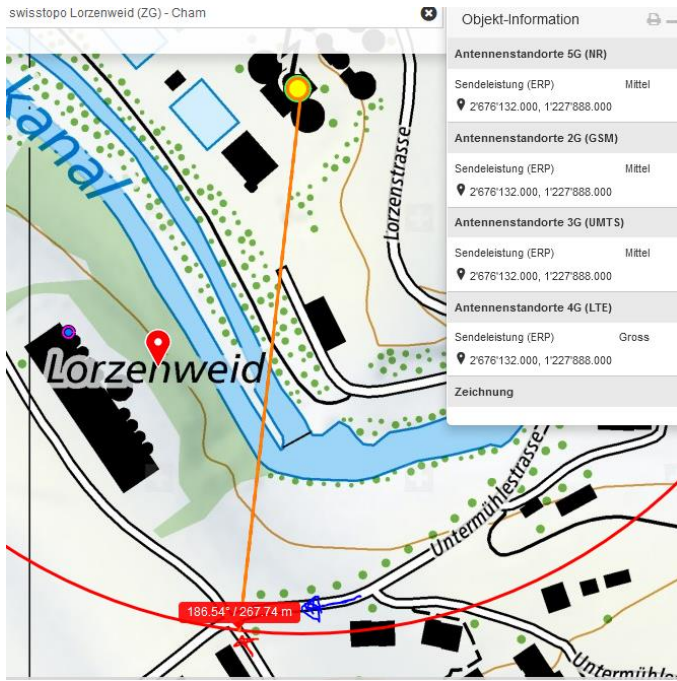 swisstopo Lorzenweid (ZG) - Cham
Objekt-Information
Antennenstandorte 5G (NR)
Sendeleistung (ERP) Mittel
2'676'132.000, 1'227'888.000
Antennenstandorte 2G (GSM)
Sendeleistung (ERP) Mittel
2'676'132.000, 1'227'888.000
Antennenstandorte 3G (UMTS)
Sendeleistung (ERP) Mittel
2'676'132.000, 1'227'888.000
Antennenstandorte 4G (LTE)
Sendeleistung (ERP) Gross
2'676'132.000, 1'227'888.000
Zeichnung
kanal
Lorzenstrasse
Lorzenweid
Untermühlestrasse
186.54° / 267.74 m
Untermühle